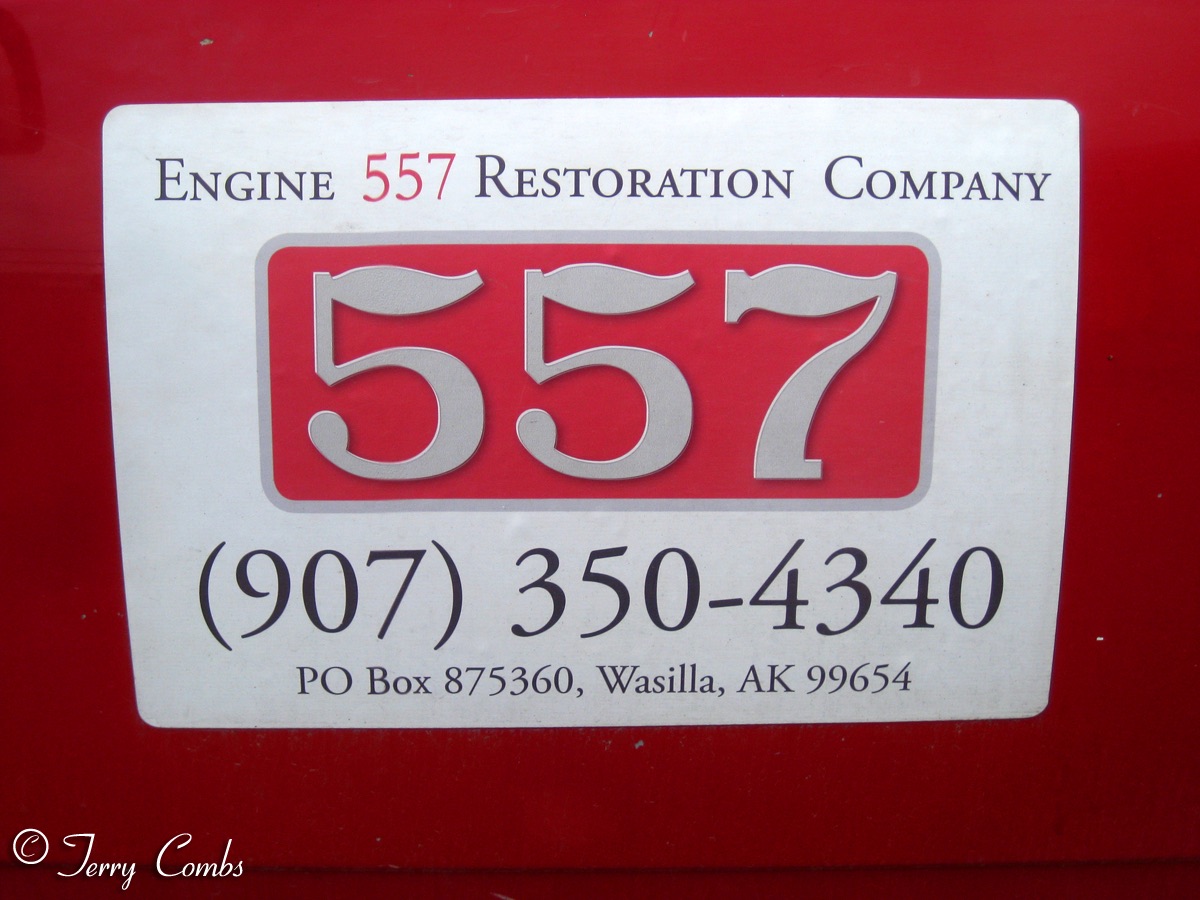 Engine 557 Restoration Company
557
(907) 350-4340
PO Box 875360, Wasilla, AK 99654
© Terry Combs